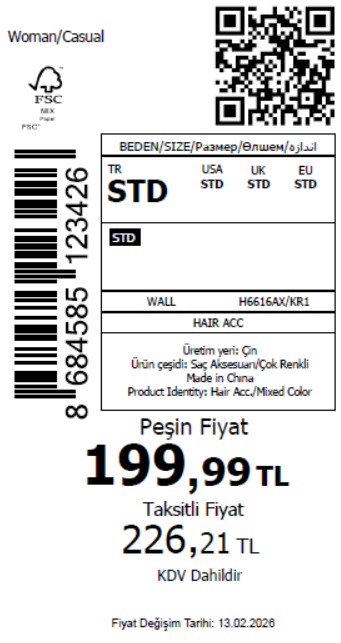 Woman/Casual
FSC
MIX
Paper
FSC™
BEDEN/SIZE/Размер/Өлшем/اندازه
TR USA UK EU
STD STD STD STD
STD
WALL H6616AX/KR1
HAIR ACC
Üretim yeri: Çin
Ürün çeşidi: Saç Aksesuarı/Çok Renkli
Made in China
Product Identity: Hair Acc./Mixed Color
8 684585 123426
Peşin Fiyat
199,99 TL
Taksitli Fiyat
226,21 TL
KDV Dahildir
Fiyat Değişim Tarihi: 13.02.2026